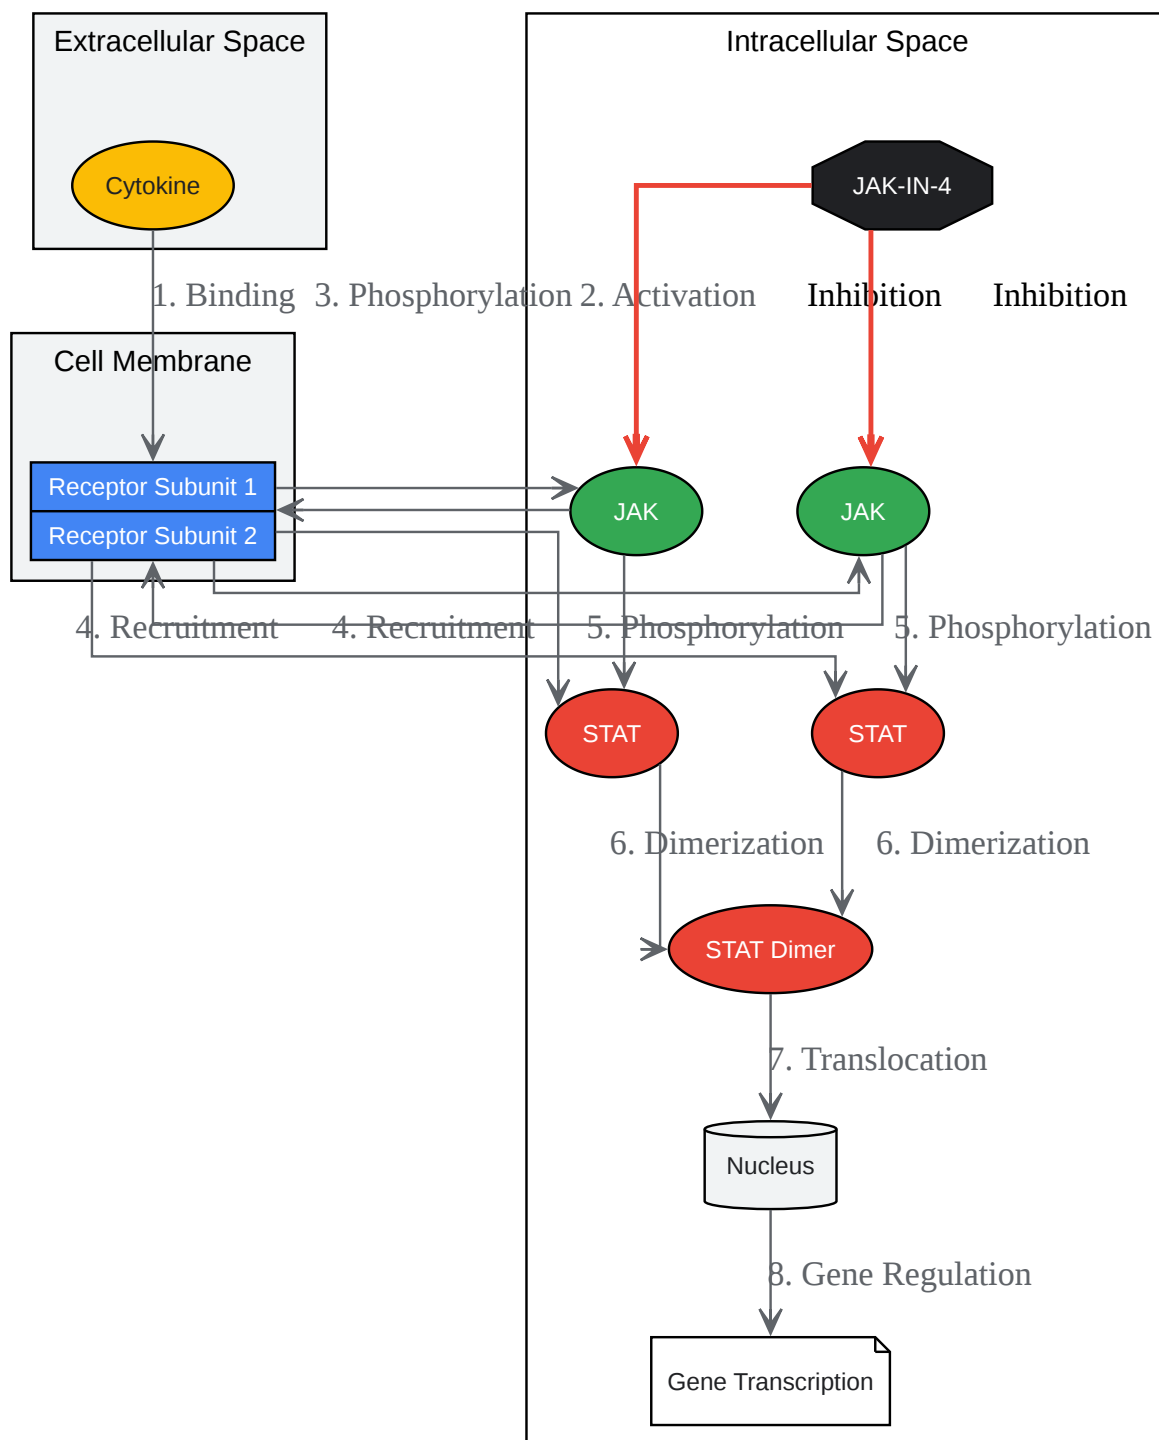 Extracellular Space
Intracellular Space
Cytokine
JAK-IN-4
1. Binding
3. Phosphorylation
2. Activation
Inhibition
Inhibition
Cell Membrane
Receptor Subunit 1
Receptor Subunit 2
JAK
JAK
4. Recruitment
4. Recruitment
5. Phosphorylation
5. Phosphorylation
STAT
STAT
6. Dimerization
6. Dimerization
STAT Dimer
7. Translocation
Nucleus
8. Gene Regulation
Gene Transcription